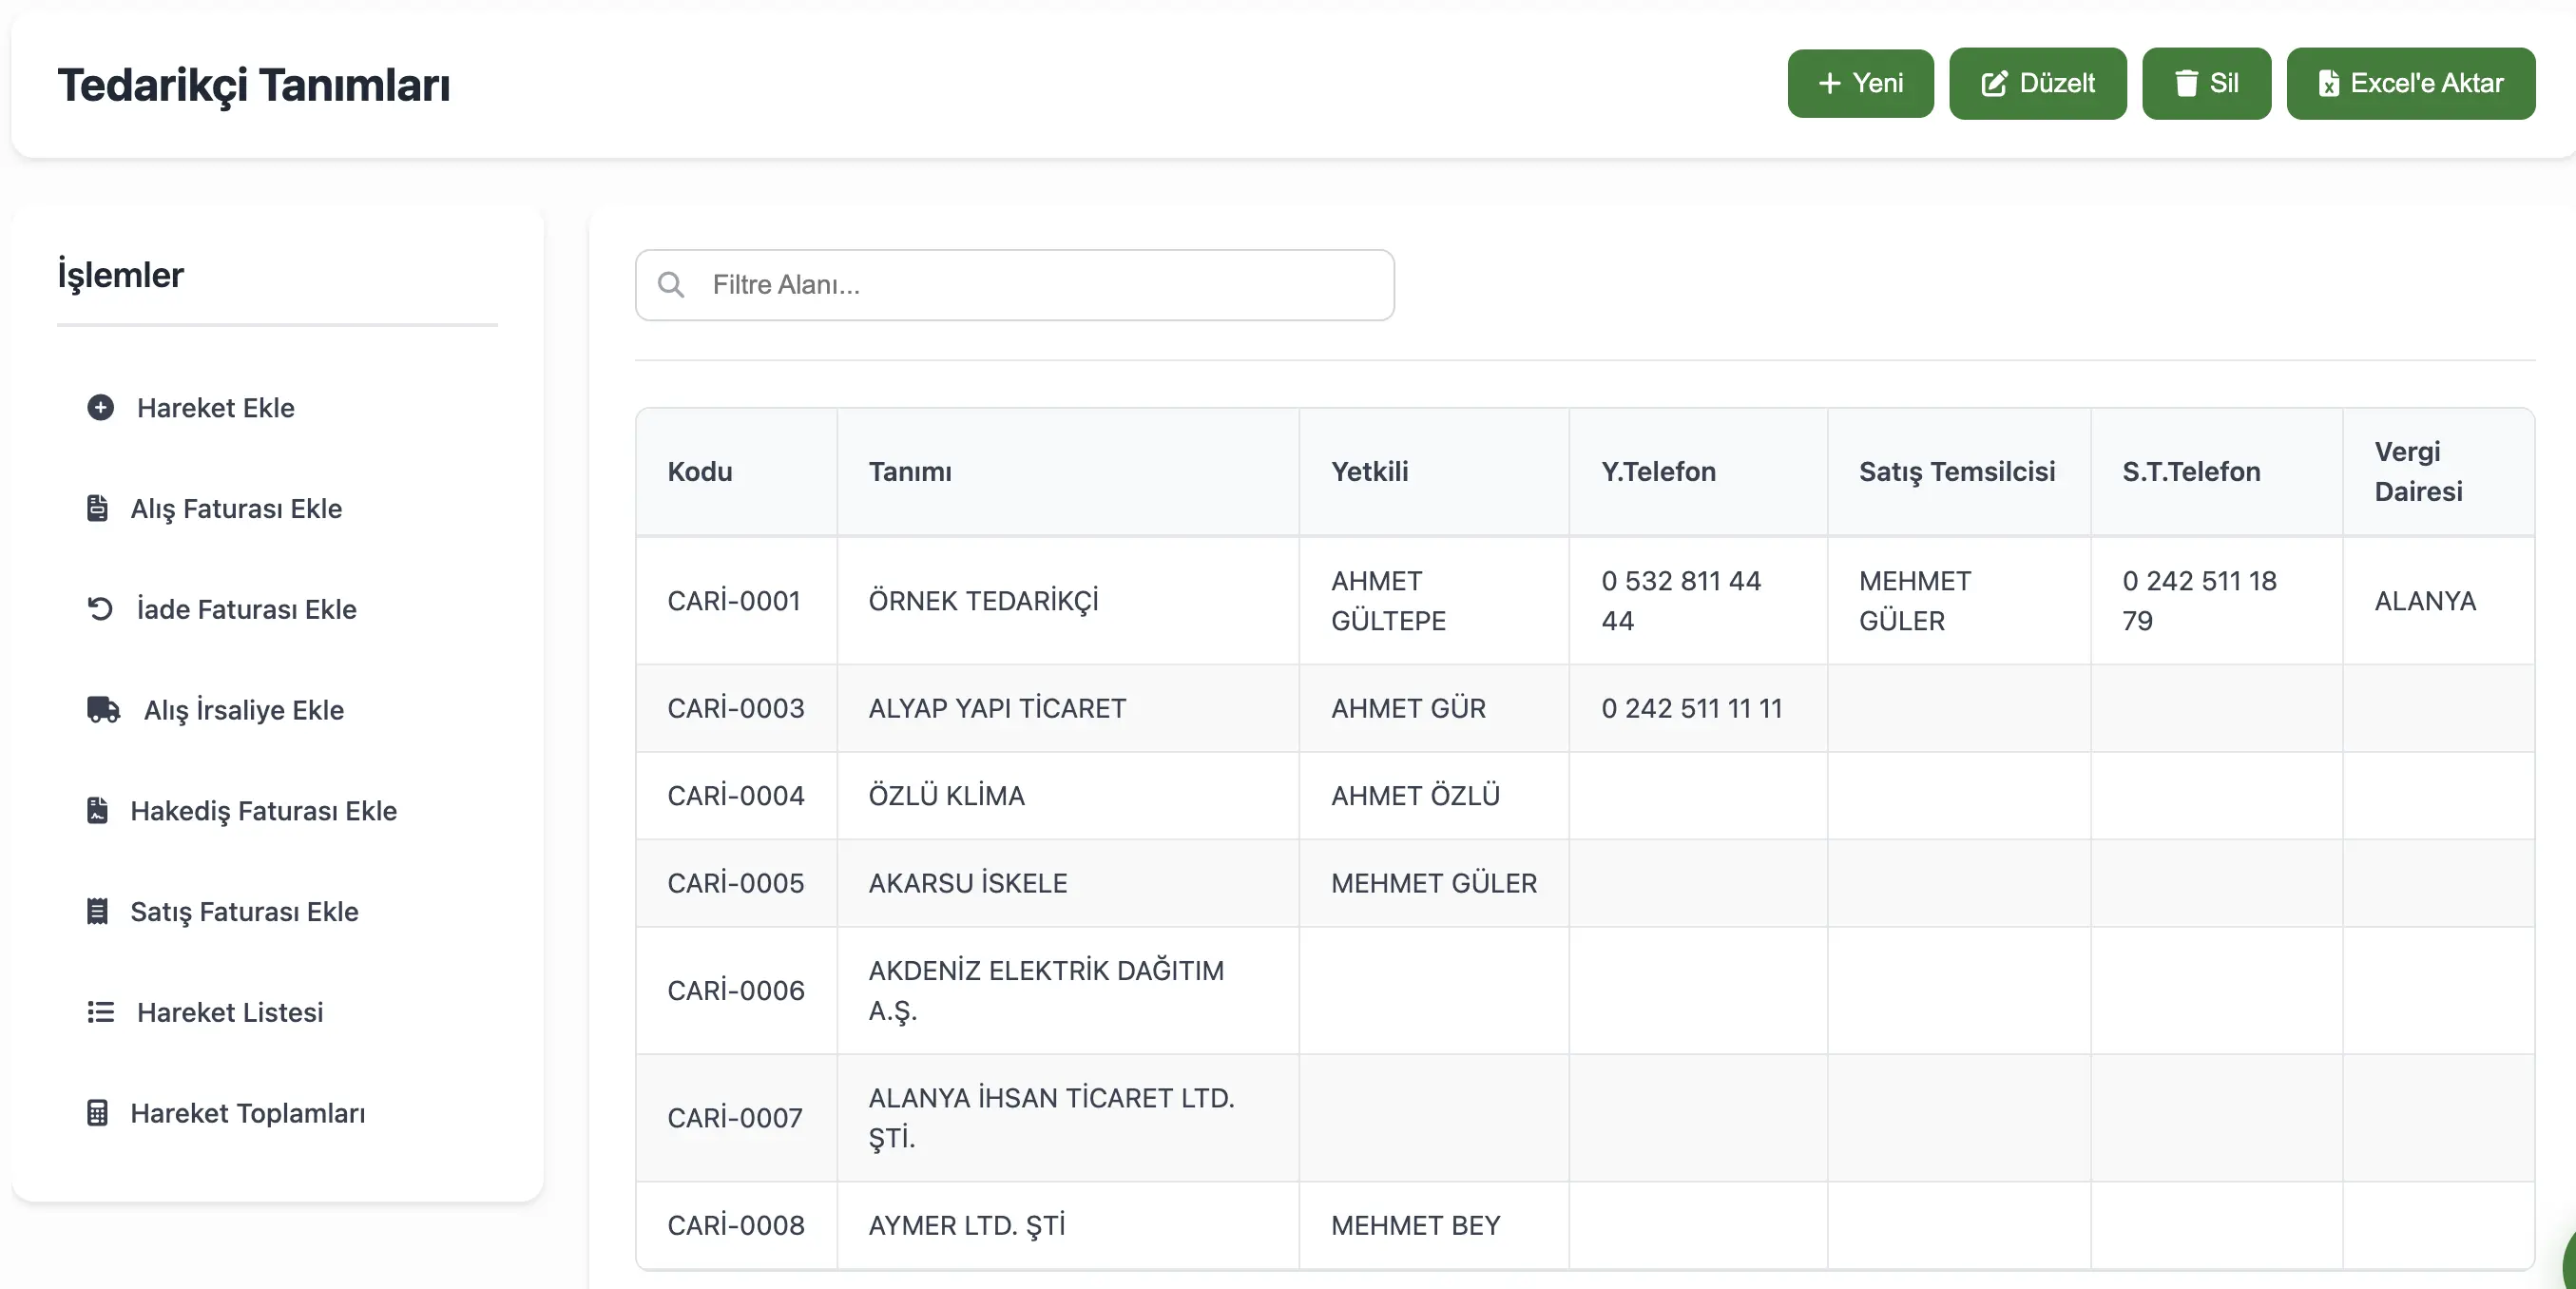 Tedarikçi Tanımları
Yeni
Düzelt
Sil
Excel'e Aktar
İşlemler
Hareket Ekle
Alış Faturası Ekle
İade Faturası Ekle
Alış İrsaliye Ekle
Hakediş Faturası Ekle
Satış Faturası Ekle
Hareket Listesi
Hareket Toplamları
Filtre Alanı...
Kodu
Tanımı
Yetkili
Y.Telefon
Satış Temsilcisi
S.T.Telefon
Vergi
Dairesi
CARİ-0001
ÖRNEK TEDARİKÇİ
AHMET
GÜLTEPE
0 532 811 44
44
MEHMET
GÜLER
0 242 511 18
79
ALANYA
CARİ-0003
ALYAP YAPI TİCARET
AHMET GÜR
0 242 511 11 11
CARİ-0004
ÖZLÜ KLİMA
AHMET ÖZLÜ
CARİ-0005
AKARSU İSKELE
MEHMET GÜLER
CARİ-0006
AKDENİZ ELEKTRİK DAĞITIM
A.Ş.
CARİ-0007
ALANYA İHSAN TİCARET LTD.
ŞTİ.
CARİ-0008
AYMER LTD. ŞTİ
MEHMET BEY